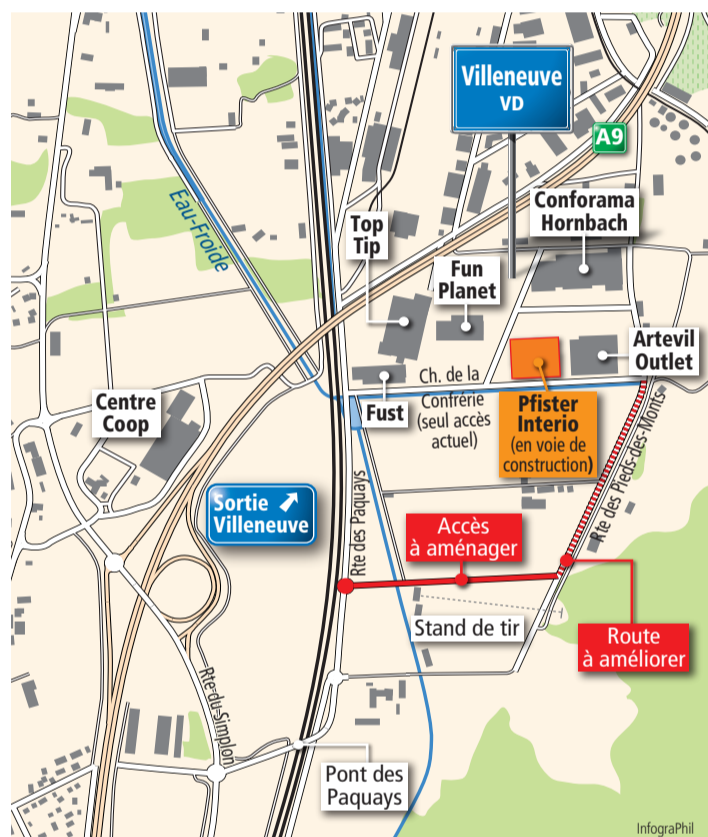 Villeneuve
VD
A9
Conforama
Hornbach
Eau-Froide
Top
Tip
Fun
Planet
Artevil
Outlet
Ch. de la
Confrérie
(seul accès
actuel)
Fust
Pfister
Interio
(en voie de
construction)
Centre
Coop
Sortie
Villeneuve
Rte des Paquays
Rte des Pieds-des-Monts
Accès
à aménager
Stand de tir
Route
à améliorer
Rte-du-Simplon
Pont des
Paquays
InfograPhil